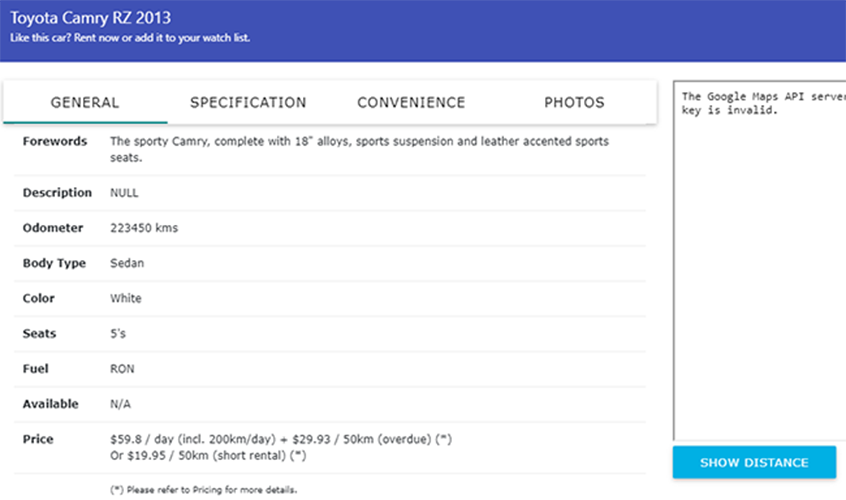 Toyota Camry RZ 2013
Like this car? Rent now or add it to your watch list.
GENERAL SPECIFICATION CONVENIENCE PHOTOS
Forewords The sporty Camry, complete with 18" alloys, sports suspension and leather accented sports
seats.
Description NULL
Odometer 223450 kms
Body Type Sedan
Color White
Seats 5's
Fuel RON
Available N/A
Price $59.8 / day (incl. 200km/day) + $29.93 / 50km (overdue) (*)
Or $19.95 / 50km (short rental) (*)
(*) Please refer to Pricing for more details.
The Google Maps API server
key is invalid.
SHOW DISTANCE